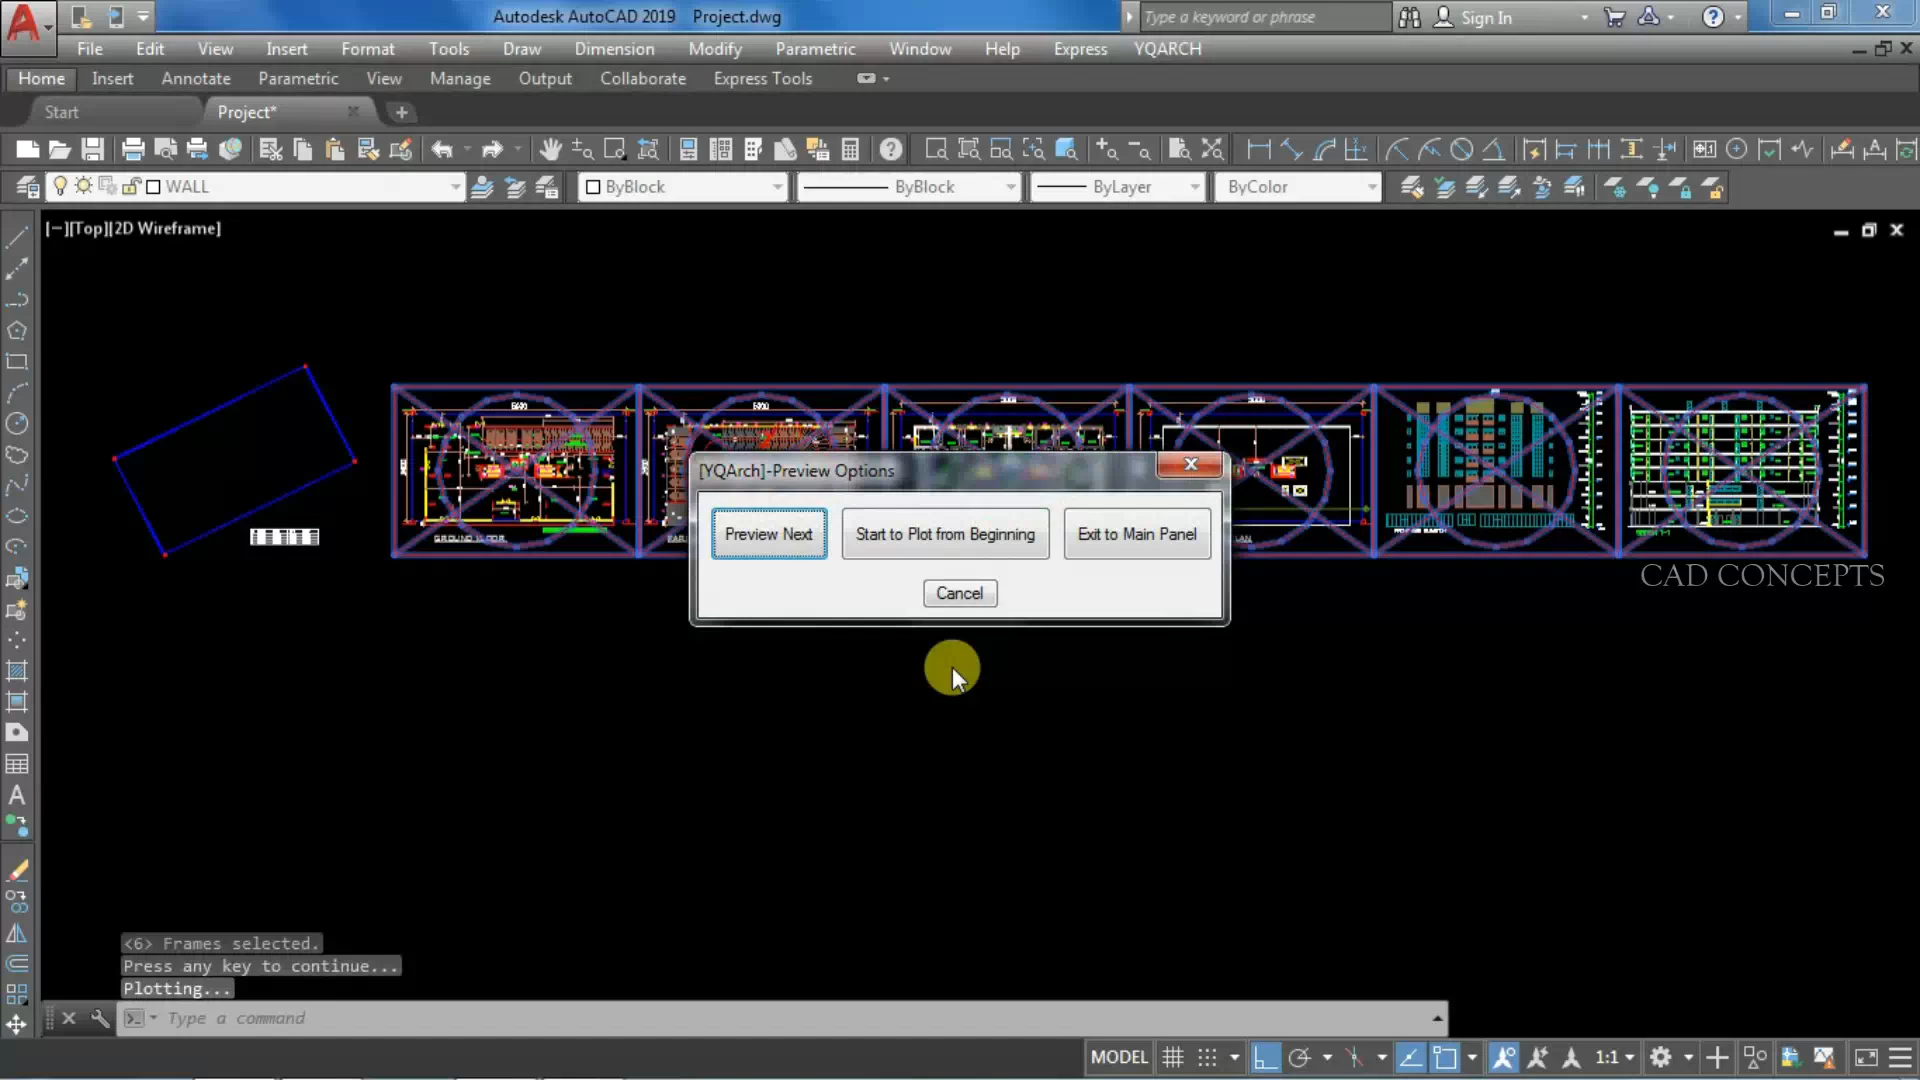 Autodesk AutoCAD 2019 Project.dwg
Type a keyword or phrase
Sign In
File Edit View Insert Format Tools Draw Dimension Modify Parametric Window Help Express YQARCH
Home Insert Annotate Parametric View Manage Output Collaborate Express Tools
Start Project*
WALL ByBlock ByBlock ByLayer ByColor
[−][Top][2D Wireframe]
[YQArch]-Preview Options
Preview Next Start to Plot from Beginning Exit to Main Panel
Cancel
GROUND FLOOR
CAD CONCEPTS
<6> Frames selected.
Press any key to continue...
Plotting...
Type a command
MODEL 1:1